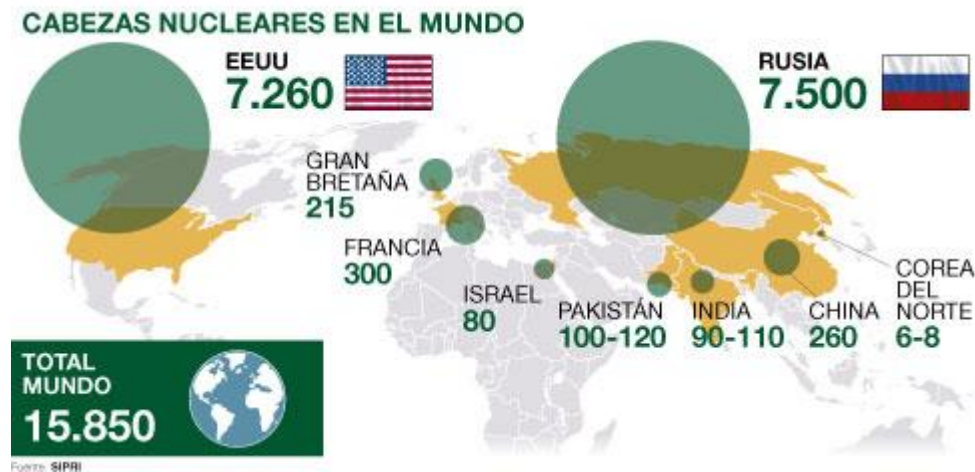 CABEZAS NUCLEARES EN EL MUNDO
EEUU
7.260
RUSIA
7.500
GRAN
BRETAÑA
215
FRANCIA
300
ISRAEL
80
PAKISTÁN
100-120
INDIA
90-110
CHINA
260
COREA
DEL
NORTE
6-8
TOTAL
MUNDO
15.850
Fuente: SIPRI